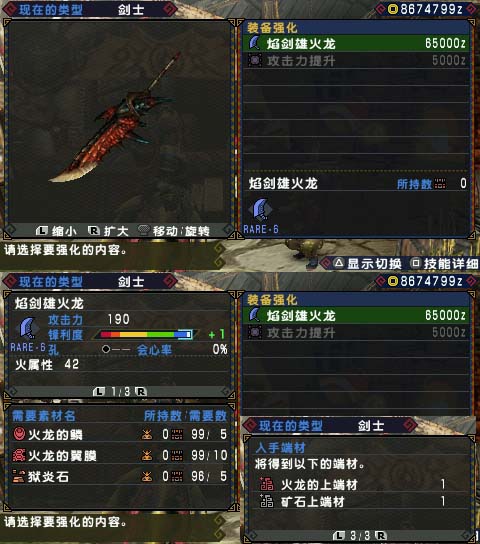 现在的类型 剑士
8674799z
装备强化
焰剑雄火龙 65000z
攻击力提升 5000z
焰剑雄火龙 所持数 0
RARE-6
L 缩小 R 扩大 移动/旋转
请选择要强化的内容。
△ 显示切换 □ 技能详细
现在的类型 剑士
8674799z
焰剑雄火龙
攻击力 190
锋利度 +1
RARE-6 孔 ●－－ 会心率 0%
火属性 42
L 1/3 R
装备强化
焰剑雄火龙 65000z
攻击力提升 5000z
需要素材名 所持数/需要数
火龙的鳞 0 99/ 5
火龙的翼膜 0 99/10
狱炎石 0 96/ 5
请选择要强化的内容。
现在的类型 剑士
入手端材
将得到以下的端材。
火龙的上端材 1
矿石上端材 1
L 3/3 R